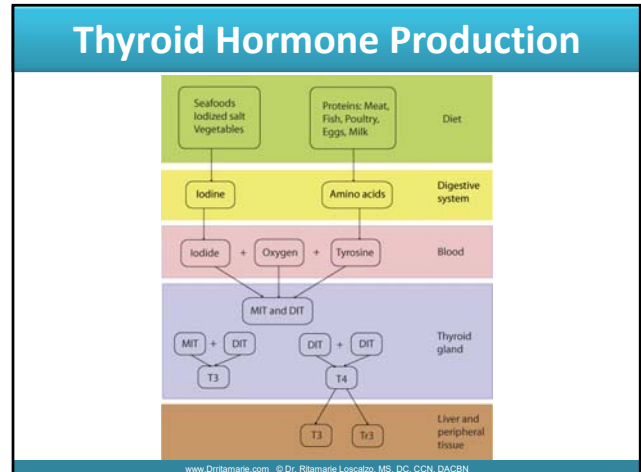 Thyroid Hormone Production
Seafoods
Iodized salt
Vegetables
Proteins: Meat,
Fish, Poultry,
Eggs, Milk
Diet
Iodine
Amino acids
Digestive
system
Iodide + Oxygen + Tyrosine
Blood
MIT and DIT
MIT + DIT
DIT + DIT
Thyroid
gland
T3
T4
T3
Tr3
Liver and
peripheral
tissue
www.Drritamarie.com © Dr. Ritamarie Loscalzo, MS, DC, CCN, DACBN